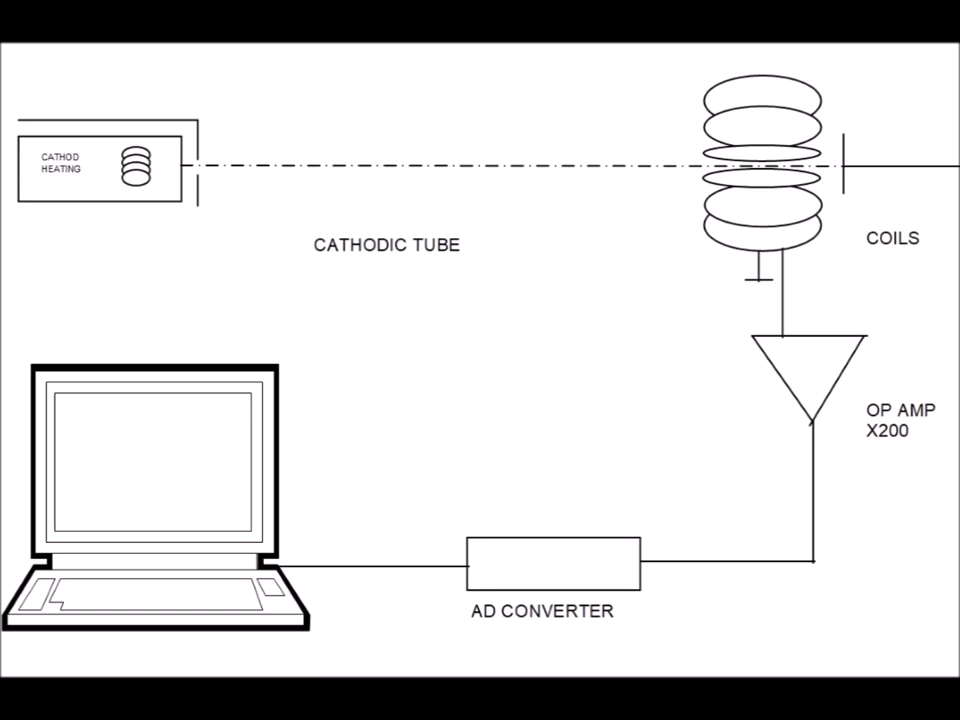 CATHOD
HEATING
CATHODIC TUBE
COILS
OP AMP
X200
AD CONVERTER